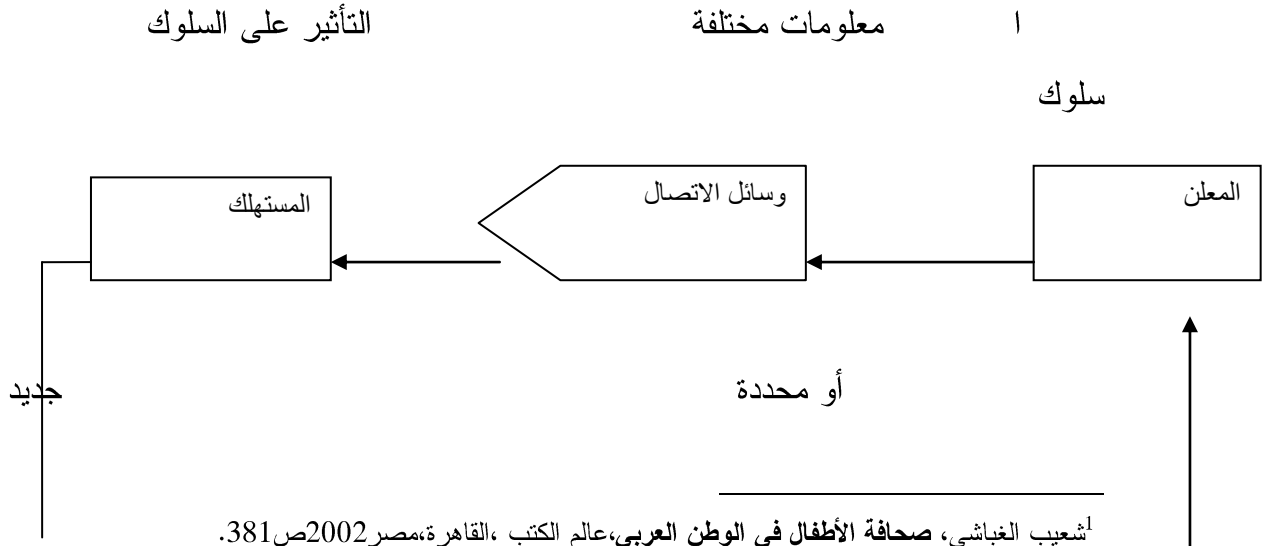 ا معلومات مختلفة التأثير على السلوك
سلوك
المعلن وسائل الاتصال المستهلك
أو محددة جديد
1شعيب الغباشي، صحافة الأطفال في الوطن العربي،عالم الكتب ،القاهرة،مصر2002ص381.